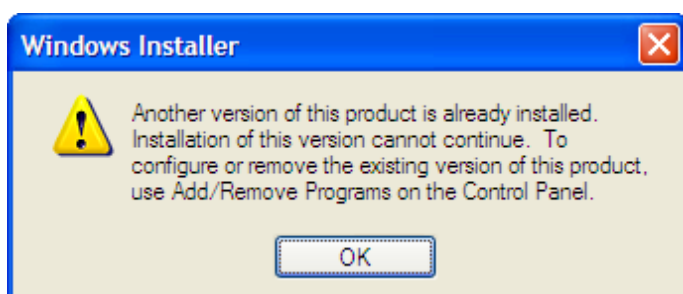 Windows Installer
Another version of this product is already installed.
Installation of this version cannot continue.  To
configure or remove the existing version of this product,
use Add/Remove Programs on the Control Panel.
OK